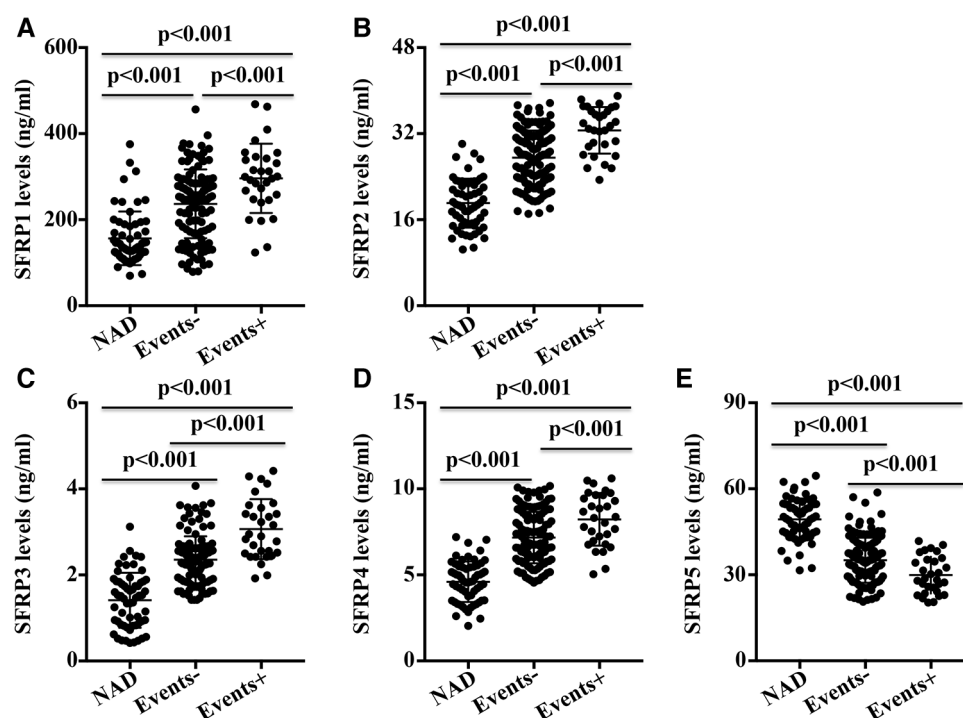 A
p<0.001
p<0.001
p<0.001
SFRP1 levels (ng/ml)
600
400
200
0
NAD
Events-
Events+
B
p<0.001
p<0.001
p<0.001
SFRP2 levels (ng/ml)
48
32
16
0
NAD
Events-
Events+
C
p<0.001
p<0.001
p<0.001
SFRP3 levels (ng/ml)
6
4
2
0
NAD
Events-
Events+
D
p<0.001
p<0.001
p<0.001
SFRP4 levels (ng/ml)
15
10
5
0
NAD
Events-
Events+
E
p<0.001
p<0.001
p<0.001
SFRP5 levels (ng/ml)
90
60
30
0
NAD
Events-
Events+